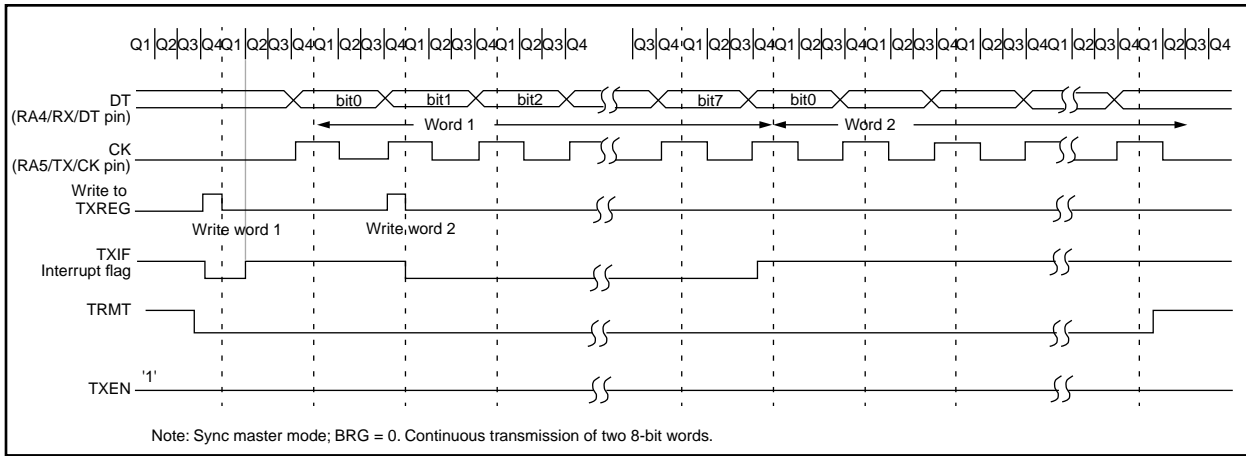 Q1 Q2 Q3 Q4 Q1 Q2 Q3 Q4 Q1 Q2 Q3 Q4 Q1 Q2 Q3 Q4 Q1 Q2 Q3 Q4 Q3 Q4 Q1 Q2 Q3 Q4 Q1 Q2 Q3 Q4 Q1 Q2 Q3 Q4 Q1 Q2 Q3 Q4 Q1 Q2 Q3 Q4 Q1 Q2 Q3 Q4
DT bit0 bit1 bit2 bit7 bit0
(RA4/RX/DT pin)
Word 1 Word 2
CK
(RA5/TX/CK pin)
Write to
TXREG
Write word 1 Write word 2
TXIF
Interrupt flag
TRMT
'1'
TXEN
Note: Sync master mode; BRG = 0. Continuous transmission of two 8-bit words.